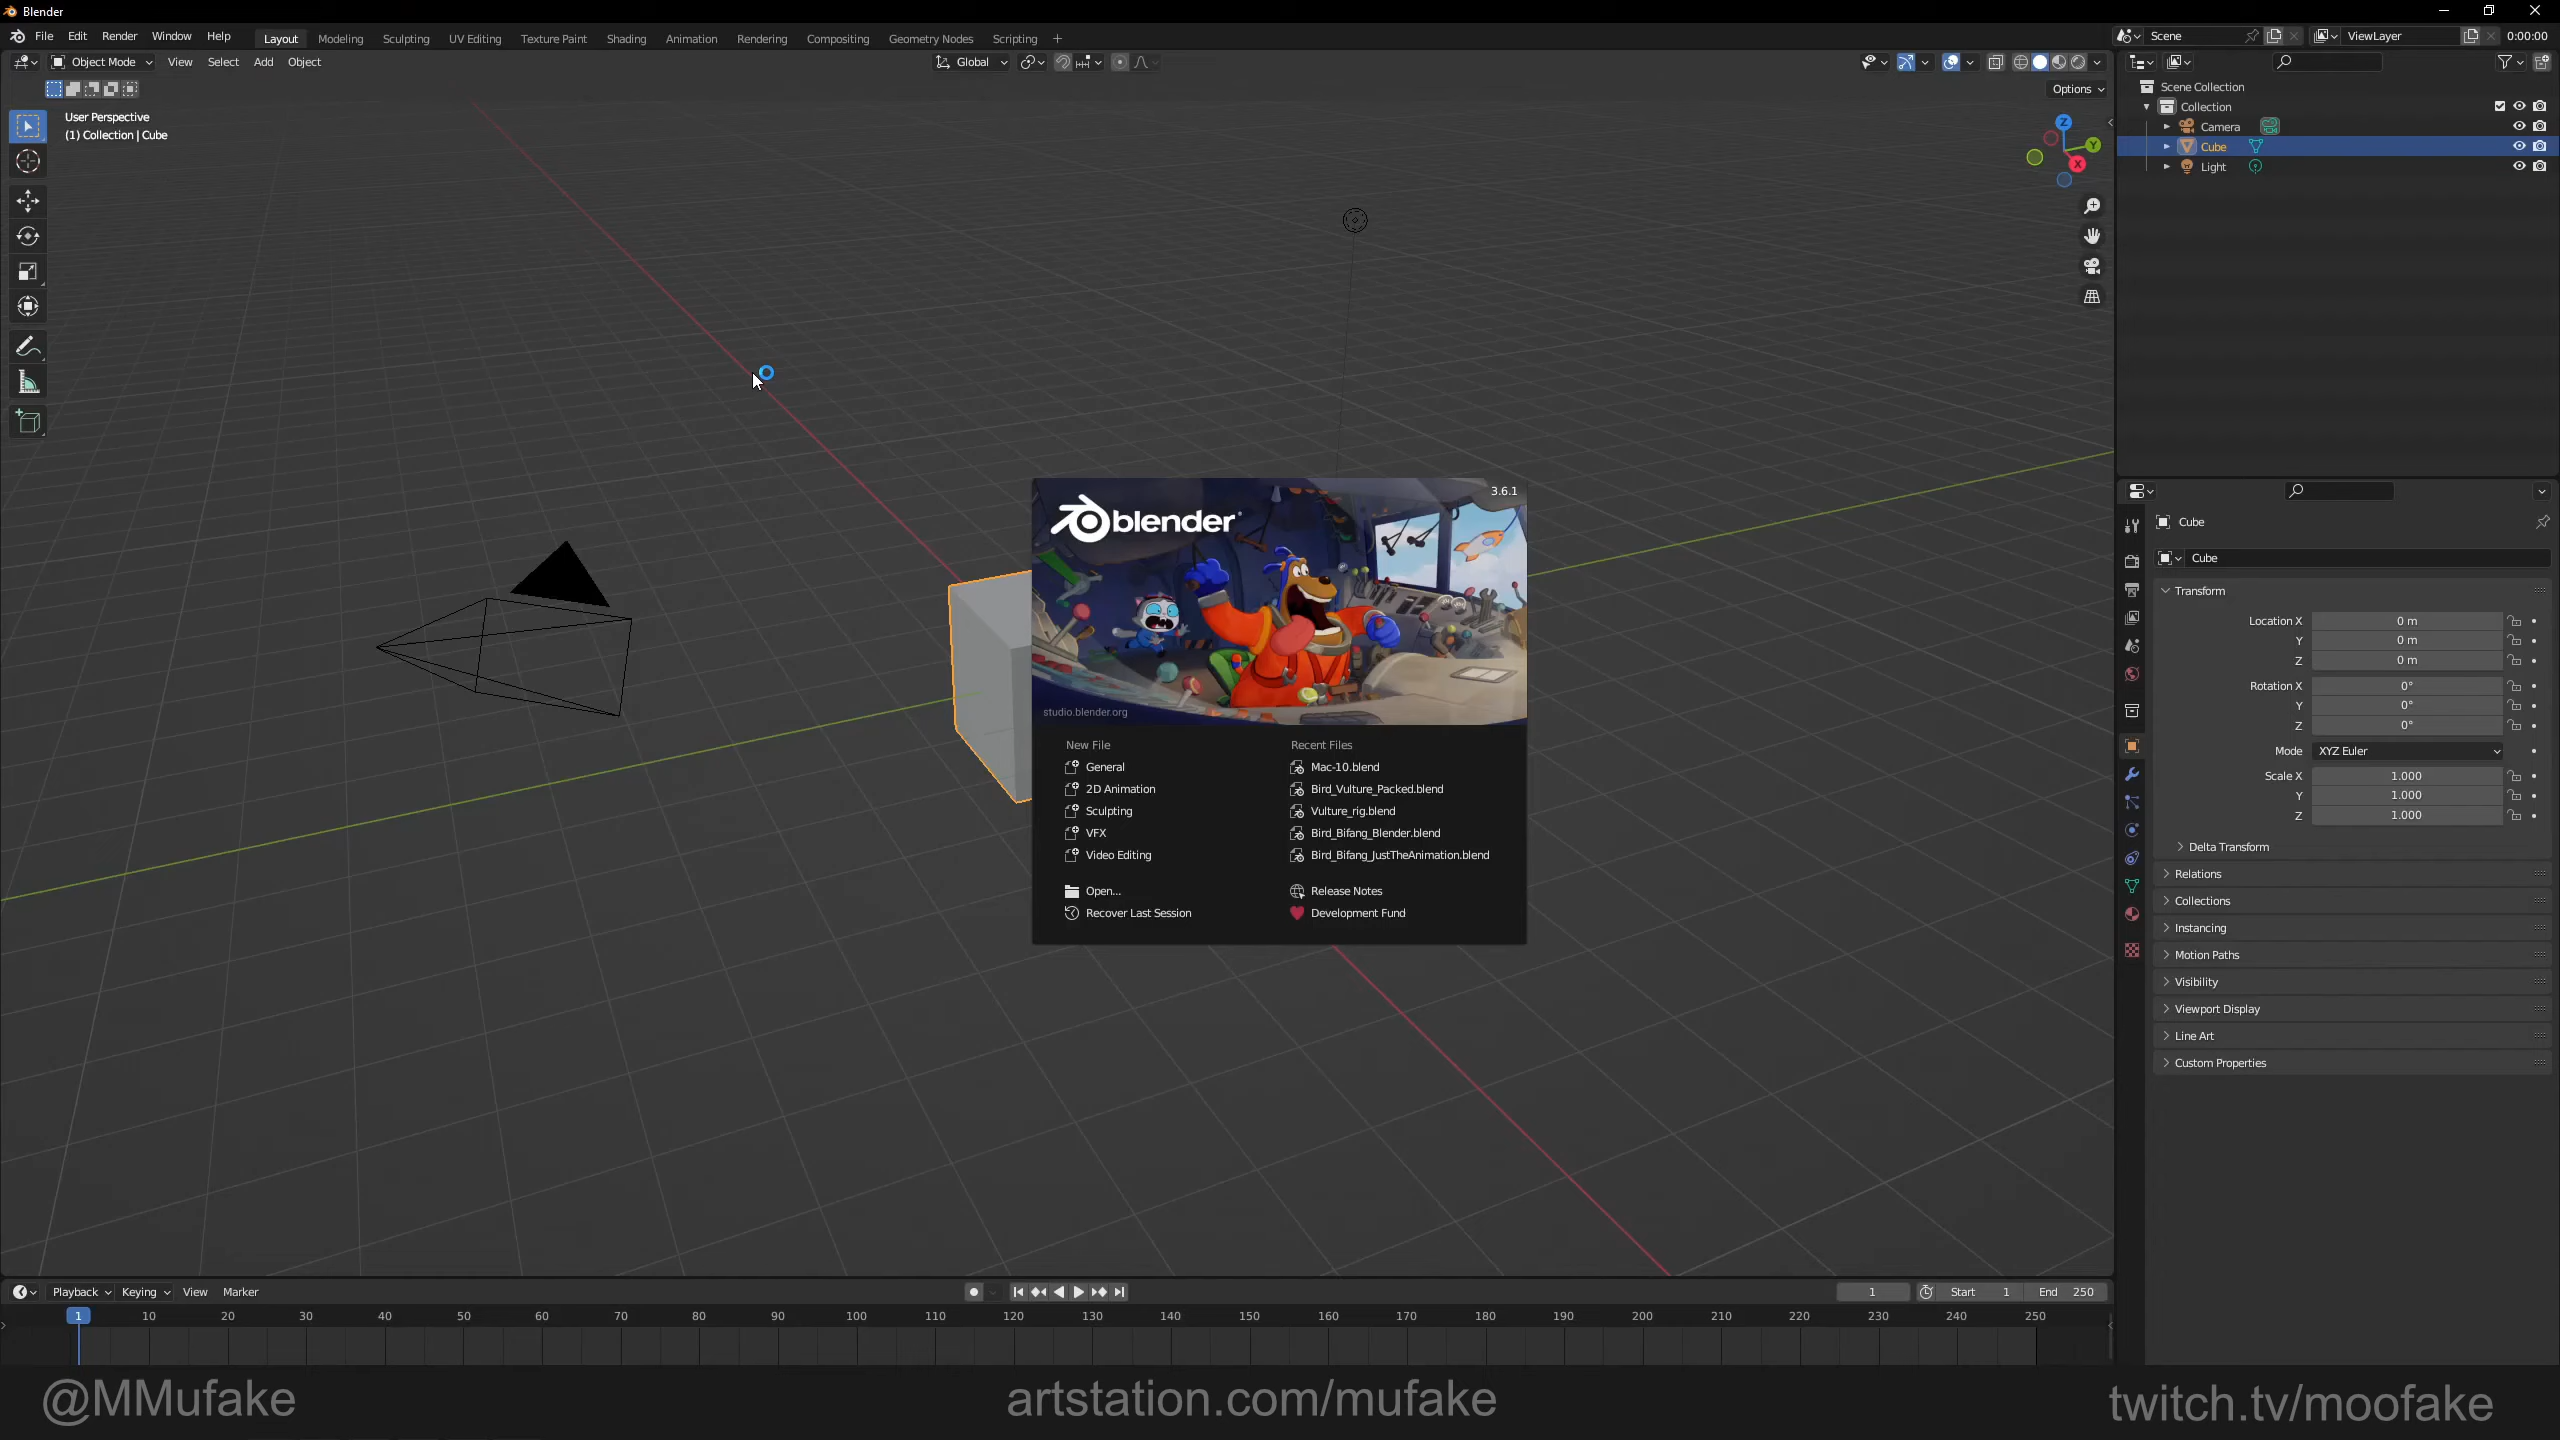 Blender
File Edit Render Window Help Layout Modeling Sculpting UV Editing Texture Paint Shading Animation Rendering Compositing Geometry Nodes Scripting + Scene ViewLayer 0:00:00
Object Mode View Select Add Object Global
Options
User Perspective
(1) Collection | Cube
Z
Y
X
Scene Collection
Collection
Camera
Cube
Light
3.6.1
blender
studio.blender.org
New File
General
2D Animation
Sculpting
VFX
Video Editing
Open...
Recover Last Session
Recent Files
Mac-10.blend
Bird_Vulture_Packed.blend
Vulture_rig.blend
Bird_Bifang_Blender.blend
Bird_Bifang_JustTheAnimation.blend
Release Notes
Development Fund
Cube
Cube
Transform
Location X 0 m
Y 0 m
Z 0 m
Rotation X 0°
Y 0°
Z 0°
Mode XYZ Euler
Scale X 1.000
Y 1.000
Z 1.000
Delta Transform
Relations
Collections
Instancing
Motion Paths
Visibility
Viewport Display
Line Art
Custom Properties
Playback Keying View Marker 1 Start 1 End 250
1 10 20 30 40 50 60 70 80 90 100 110 120 130 140 150 160 170 180 190 200 210 220 230 240 250
@MMufake artstation.com/mufake twitch.tv/moofake